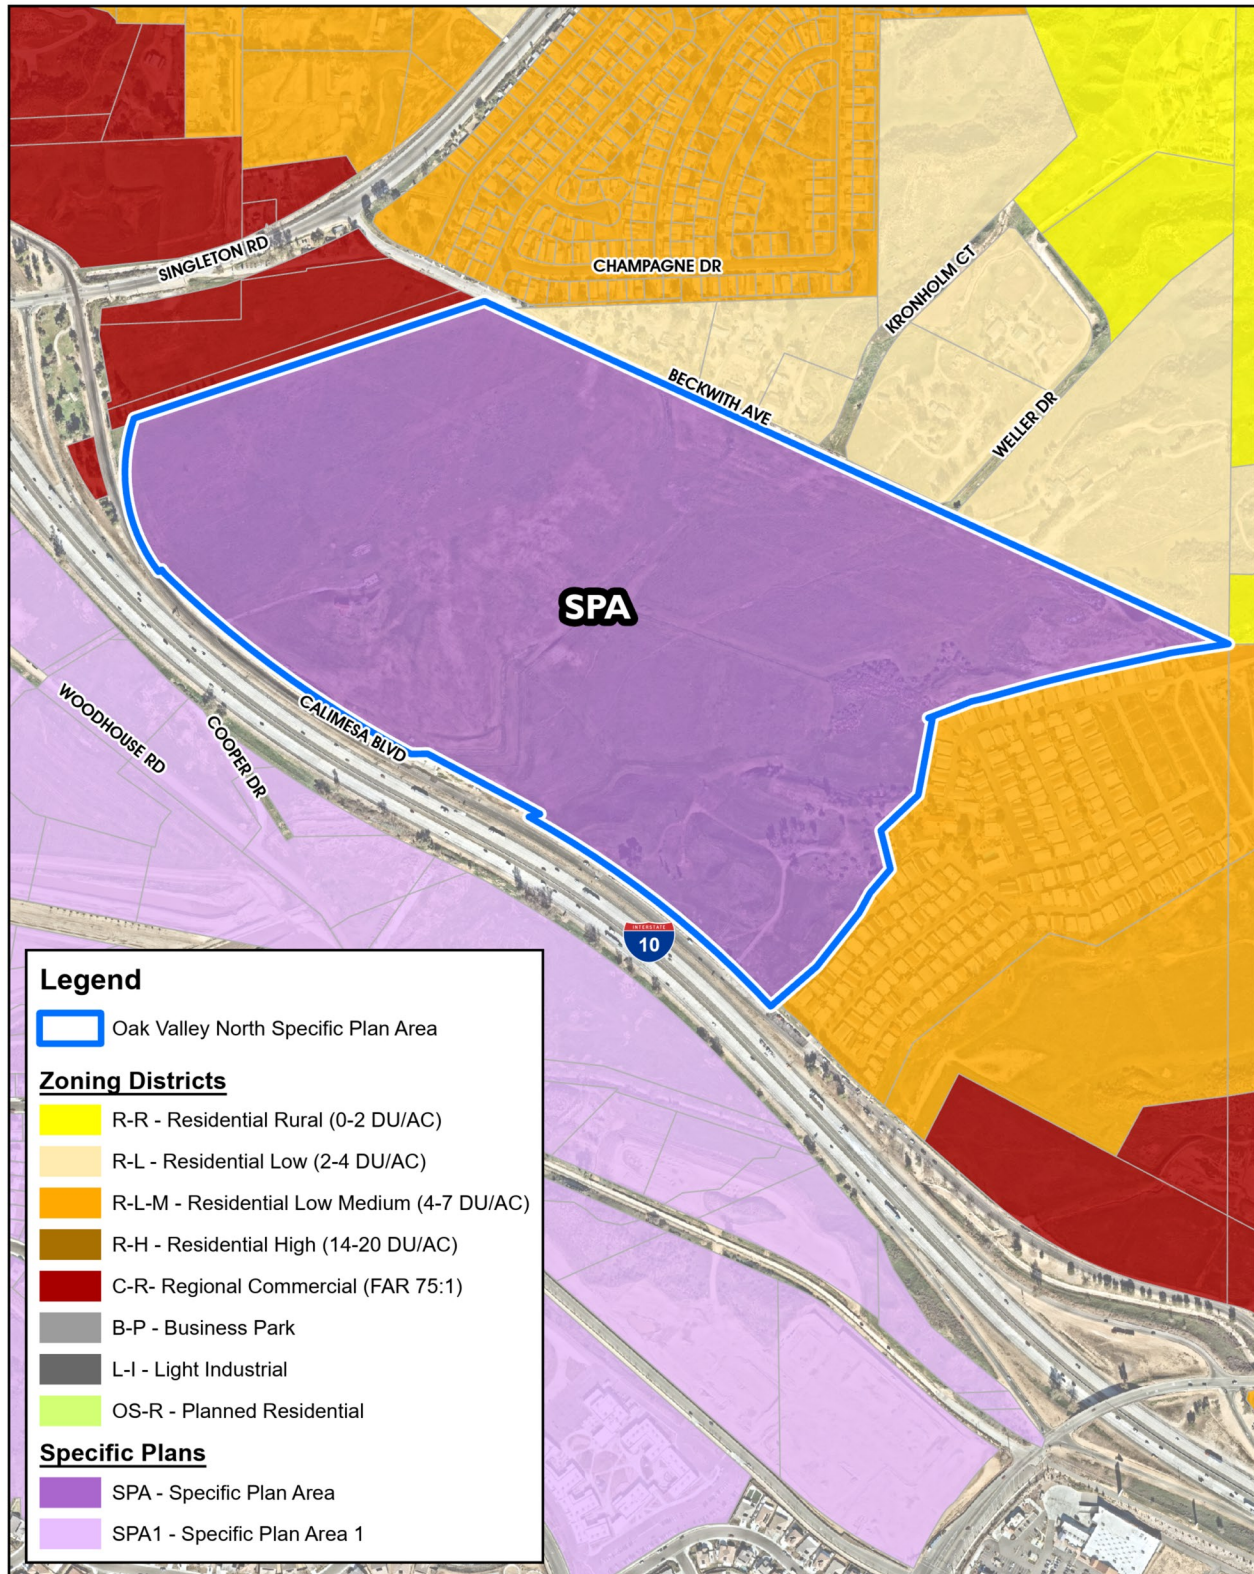 SINGLETON RD
CHAMPAGNE DR
KRONHOLM CT
BECKWITH AVE
WELLER DR
SPA
WOODHOUSE RD
COOPER DR
CALIMESA BLVD
INTERSTATE
10
Legend
Oak Valley North Specific Plan Area
Zoning Districts
R-R - Residential Rural (0-2 DU/AC)
R-L - Residential Low (2-4 DU/AC)
R-L-M - Residential Low Medium (4-7 DU/AC)
R-H - Residential High (14-20 DU/AC)
C-R- Regional Commercial (FAR 75:1)
B-P - Business Park
L-I - Light Industrial
OS-R - Planned Residential
Specific Plans
SPA - Specific Plan Area
SPA1 - Specific Plan Area 1